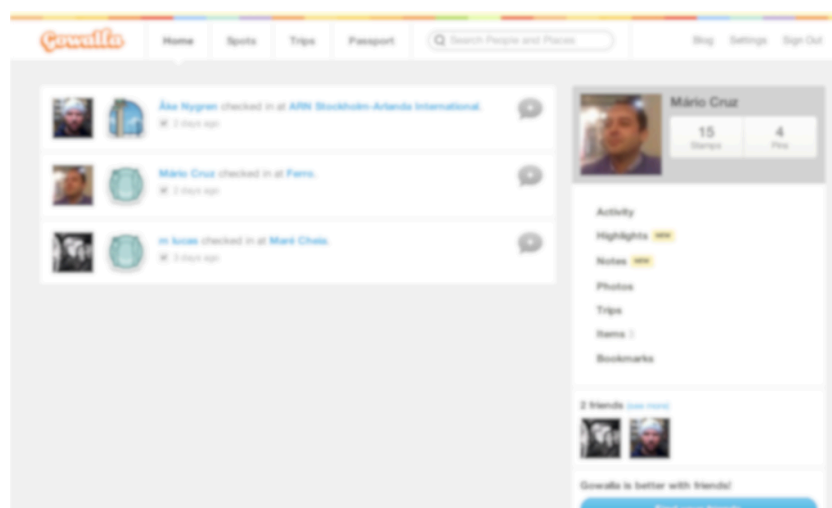 Gowalla Home Spots Trips Passport Search People and Places Blog Settings Sign Out
Åke Nygren checked in at ARN Stockholm-Arlanda International.
2 days ago
Mário Cruz checked in at Ferro.
2 days ago
m lucas checked in at Maré Cheia.
3 days ago
Mário Cruz
15 4
Stamps Pins
Activity
Highlights NEW
Notes NEW
Photos
Trips
Items
Bookmarks
2 friends (see more)
Gowalla is better with friends!